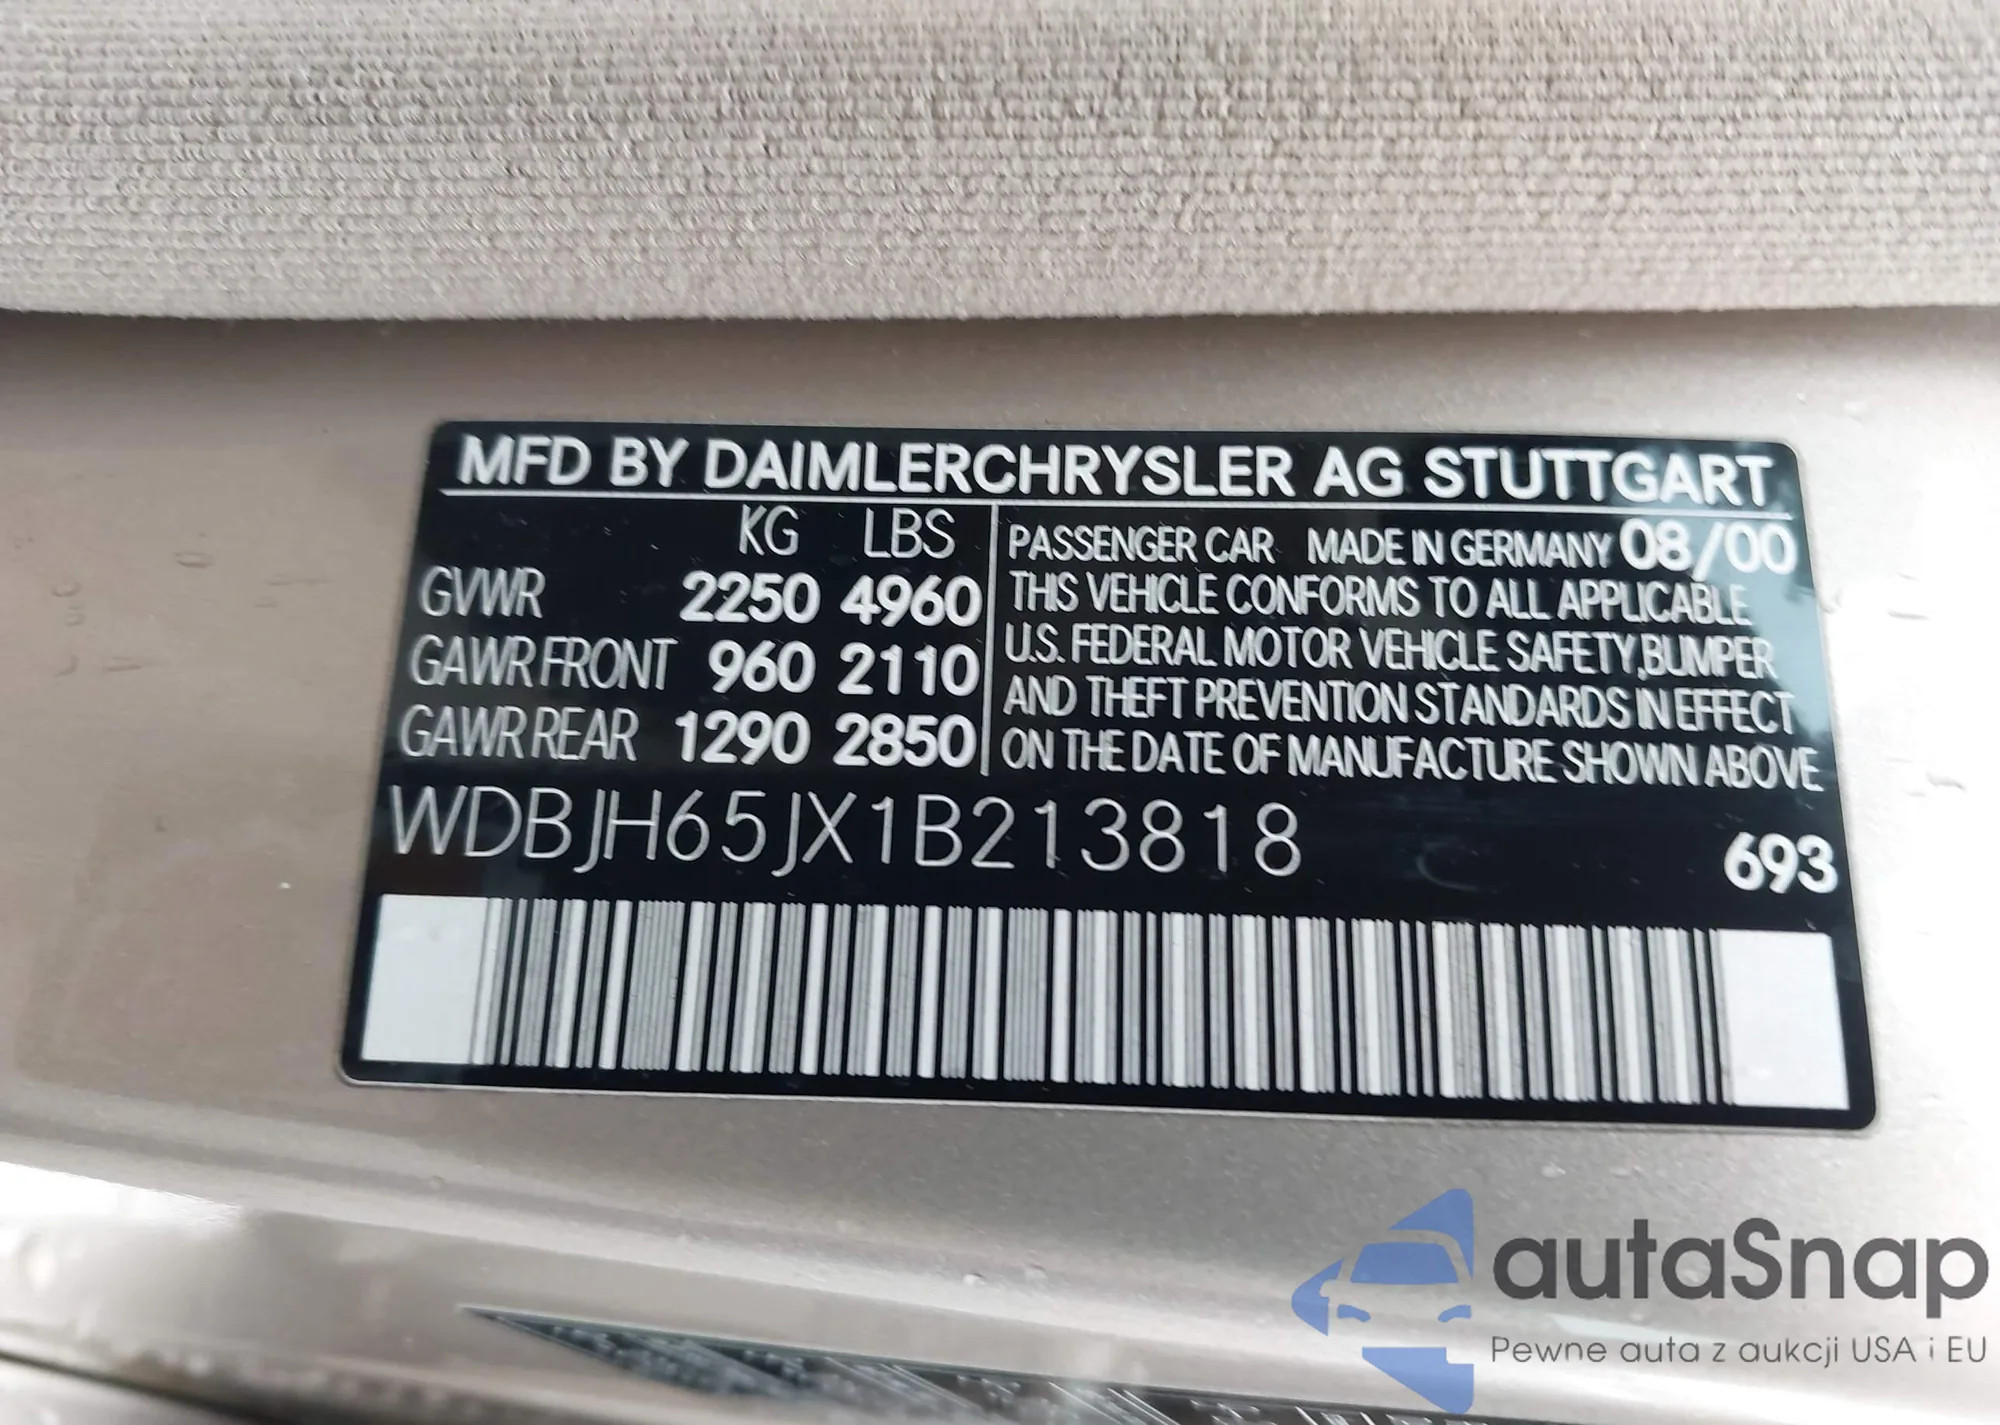 MFD BY DAIMLERCHRYSLER AG STUTTGART
KG LBS
GVWR 2250 4960
GAWR FRONT 960 2110
GAWR REAR 1290 2850
PASSENGER CAR MADE IN GERMANY 08/00
THIS VEHICLE CONFORMS TO ALL APPLICABLE
U.S. FEDERAL MOTOR VEHICLE SAFETY,BUMPER
AND THEFT PREVENTION STANDARDS IN EFFECT
ON THE DATE OF MANUFACTURE SHOWN ABOVE
WDBJH65JX1B213818
693
autaSnap
Pewne auta z aukcji USA i EU